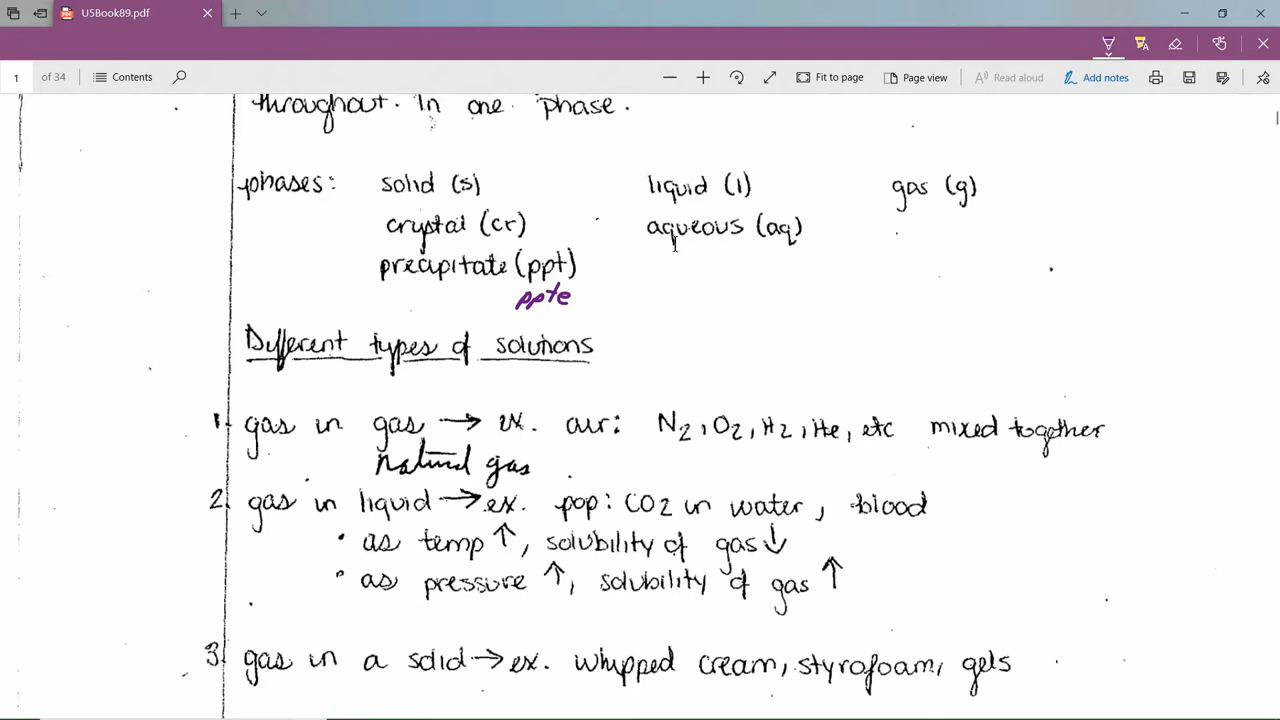 U5Book89.pdf
1 of 34 Contents Fit to page Page view Read aloud Add notes
throughout. In one phase.
phases: solid (s) liquid (l) gas (g)
crystal (cr) aqueous (aq)
precipitate (ppt)
ppte
Different types of solutions
1. gas in gas → ex. air: N2, O2, H2, He, etc mixed together
natural gas
2. gas in liquid → ex. pop: CO2 in water, blood
• as temp ↑, solubility of gas ↓
• as pressure ↑, solubility of gas ↑
3. gas in a solid → ex. whipped cream, styrofoam, gels